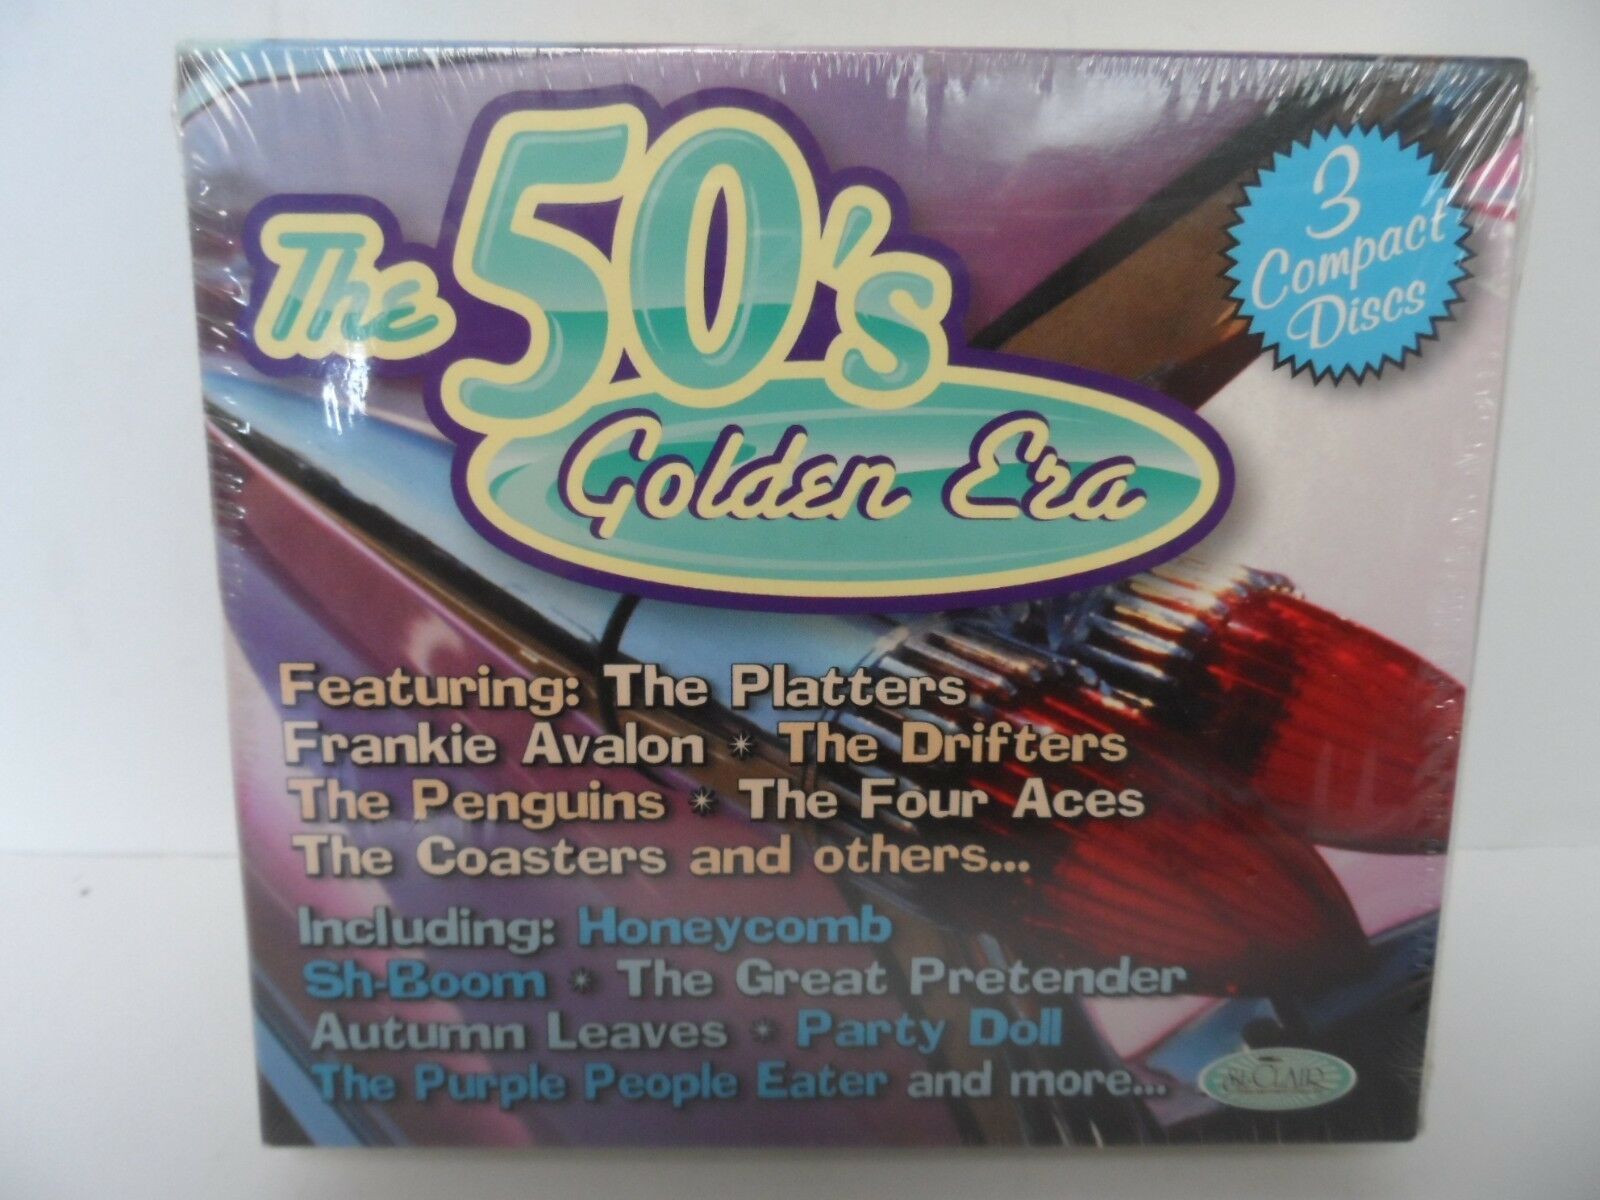 The 50's
Golden Era
3
Compact
Discs
Featuring: The Platters
Frankie Avalon * The Drifters
The Penguins * The Four Aces
The Coasters and others...
Including: Honeycomb
Sh-Boom * The Great Pretender
Autumn Leaves * Party Doll
The Purple People Eater and more...
St-CLAIR